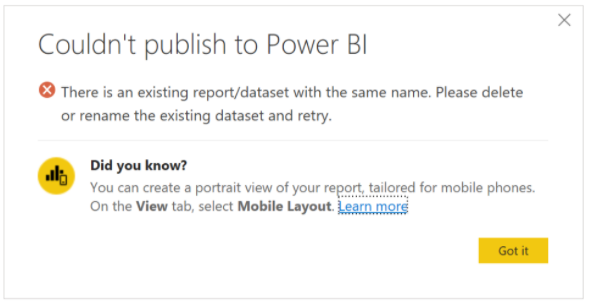 Couldn't publish to Power BI
There is an existing report/dataset with the same name. Please delete
or rename the existing dataset and retry.
Did you know?
You can create a portrait view of your report, tailored for mobile phones.
On the View tab, select Mobile Layout. Learn more
Got it